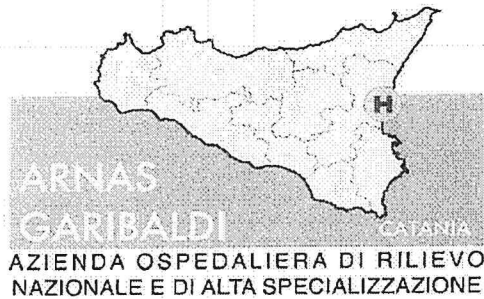 H
ARNAS
GARIBALDI
CATANIA
AZIENDA OSPEDALIERA DI RILIEVO
NAZIONALE E DI ALTA SPECIALIZZAZIONE